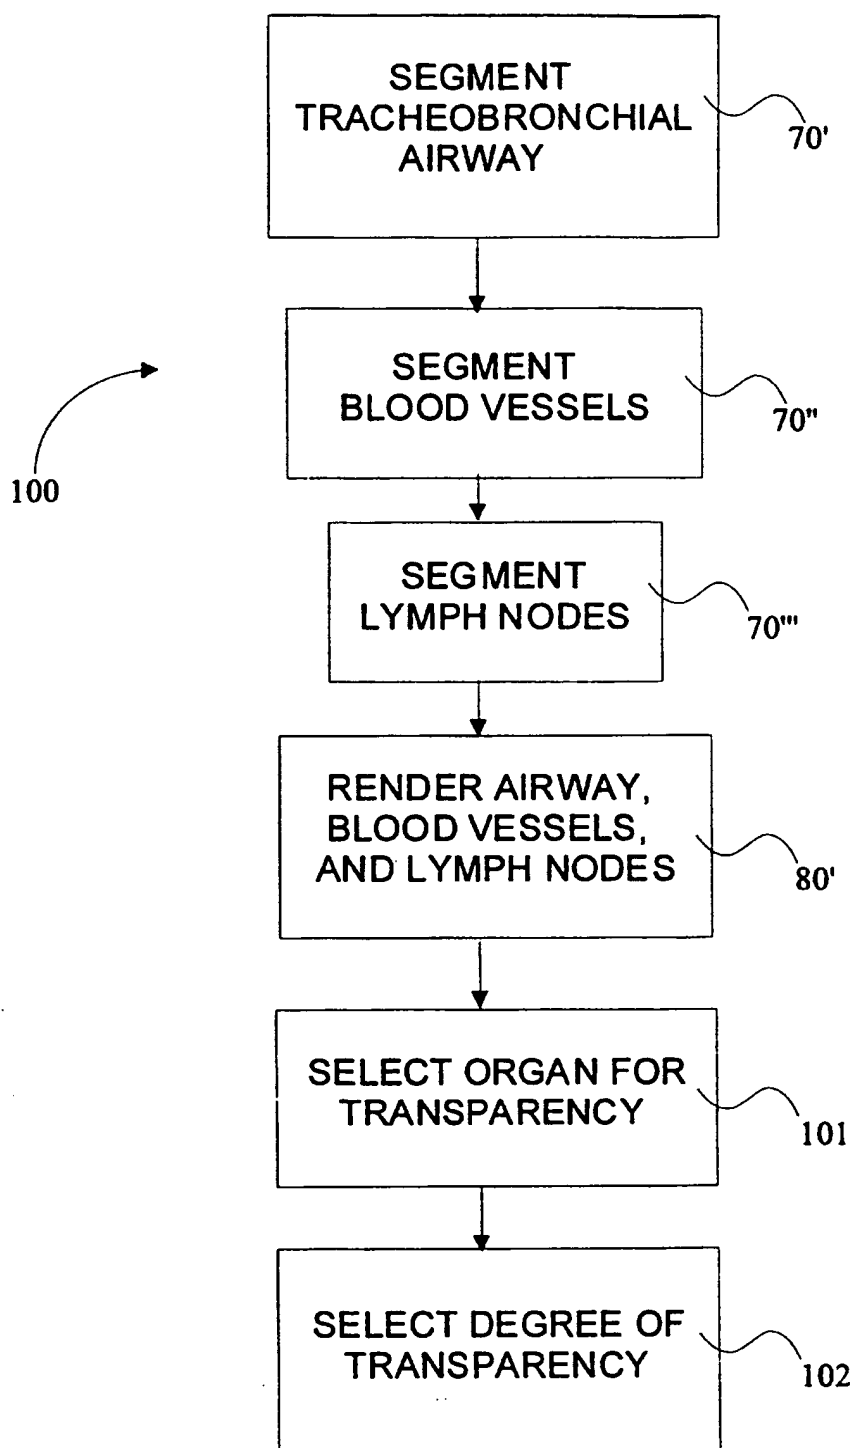 SEGMENT
TRACHEOBRONCHIAL
AIRWAY
70'
SEGMENT
BLOOD VESSELS
70"
100
SEGMENT
LYMPH NODES
70'"
RENDER AIRWAY,
BLOOD VESSELS,
AND LYMPH NODES
80'
SELECT ORGAN FOR
TRANSPARENCY
101
SELECT DEGREE OF
TRANSPARENCY
102